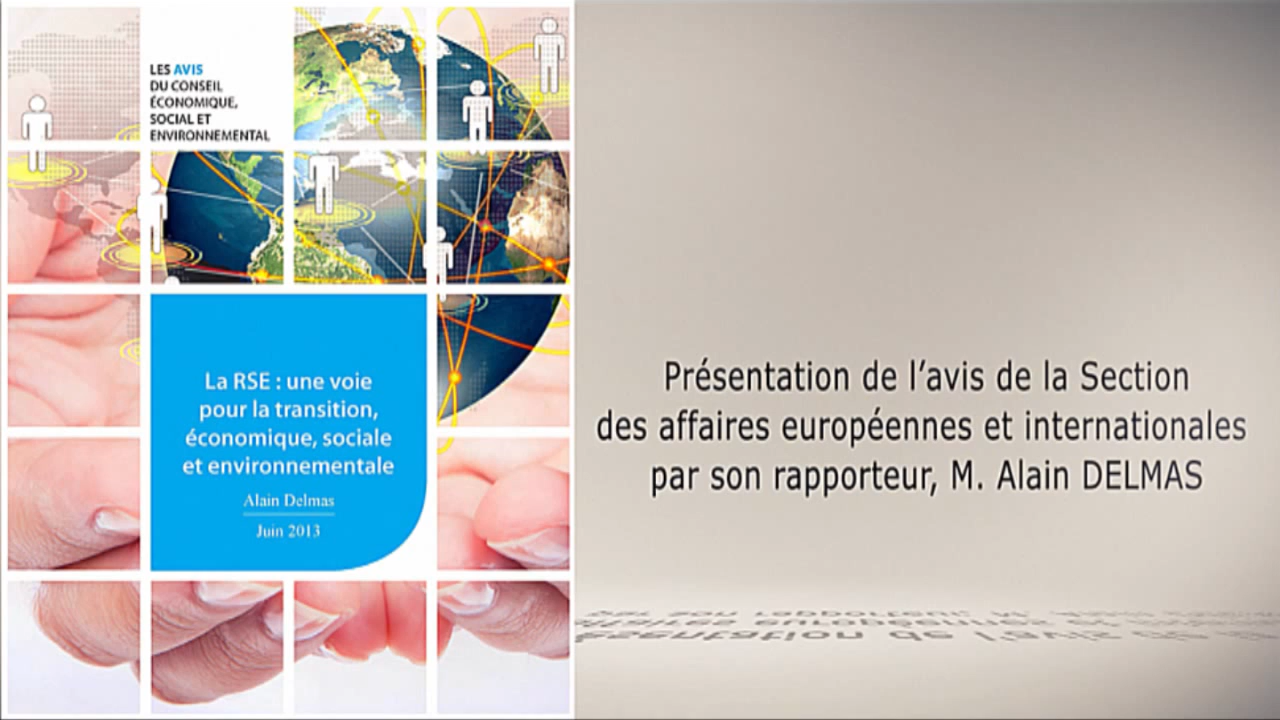 LES AVIS
DU CONSEIL
ÉCONOMIQUE,
SOCIAL ET
ENVIRONNEMENTAL
La RSE : une voie
pour la transition,
économique, sociale
et environnementale
Alain Delmas
Juin 2013
Présentation de l'avis de la Section
des affaires européennes et internationales
par son rapporteur, M. Alain DELMAS